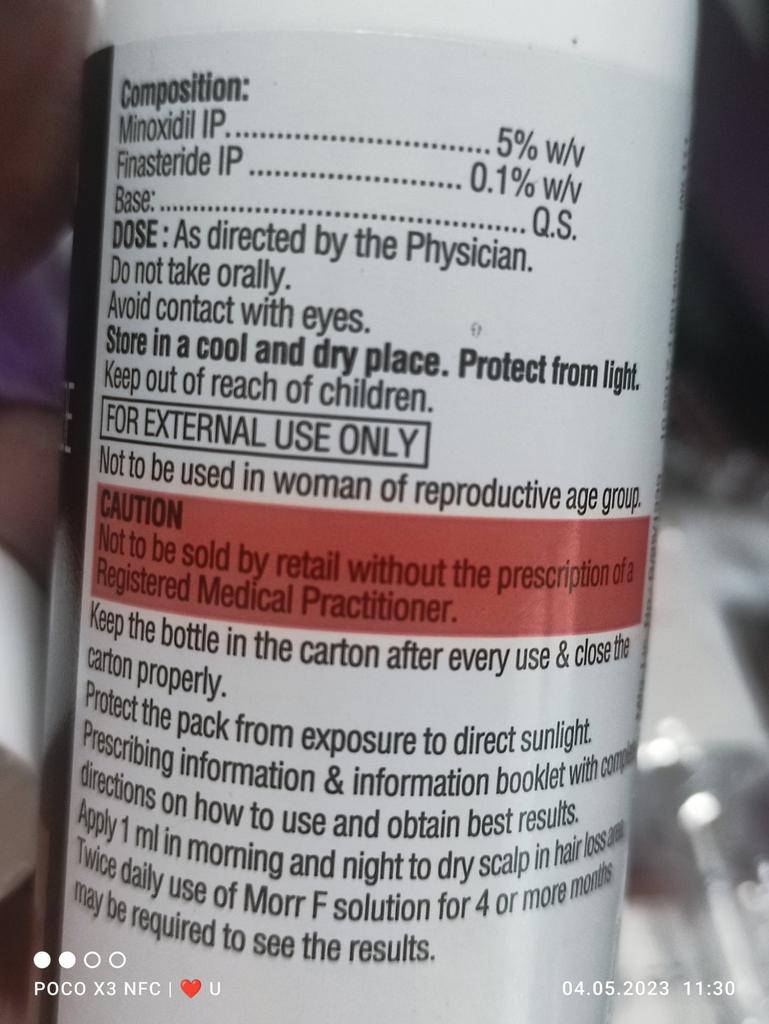 Composition:
Minoxidil IP............................... 5% w/v
Finasteride IP ......................... 0.1% w/v
Base:........................................... Q.S.
DOSE : As directed by the Physician.
Do not take orally.
Avoid contact with eyes.
Store in a cool and dry place. Protect from light.
Keep out of reach of children.
FOR EXTERNAL USE ONLY
Not to be used in woman of reproductive age group.
CAUTION
Not to be sold by retail without the prescription of a
Registered Medical Practitioner.
Keep the bottle in the carton after every use & close the
carton properly.
Protect the pack from exposure to direct sunlight.
Prescribing information & information booklet with
directions on how to use and obtain best results.
Apply 1 ml in morning and night to dry scalp in hair loss area.
Twice daily use of Morr F solution for 4 or more months
may be required to see the results.
POCO X3 NFC | ❤️ U
04.05.2023 11:30